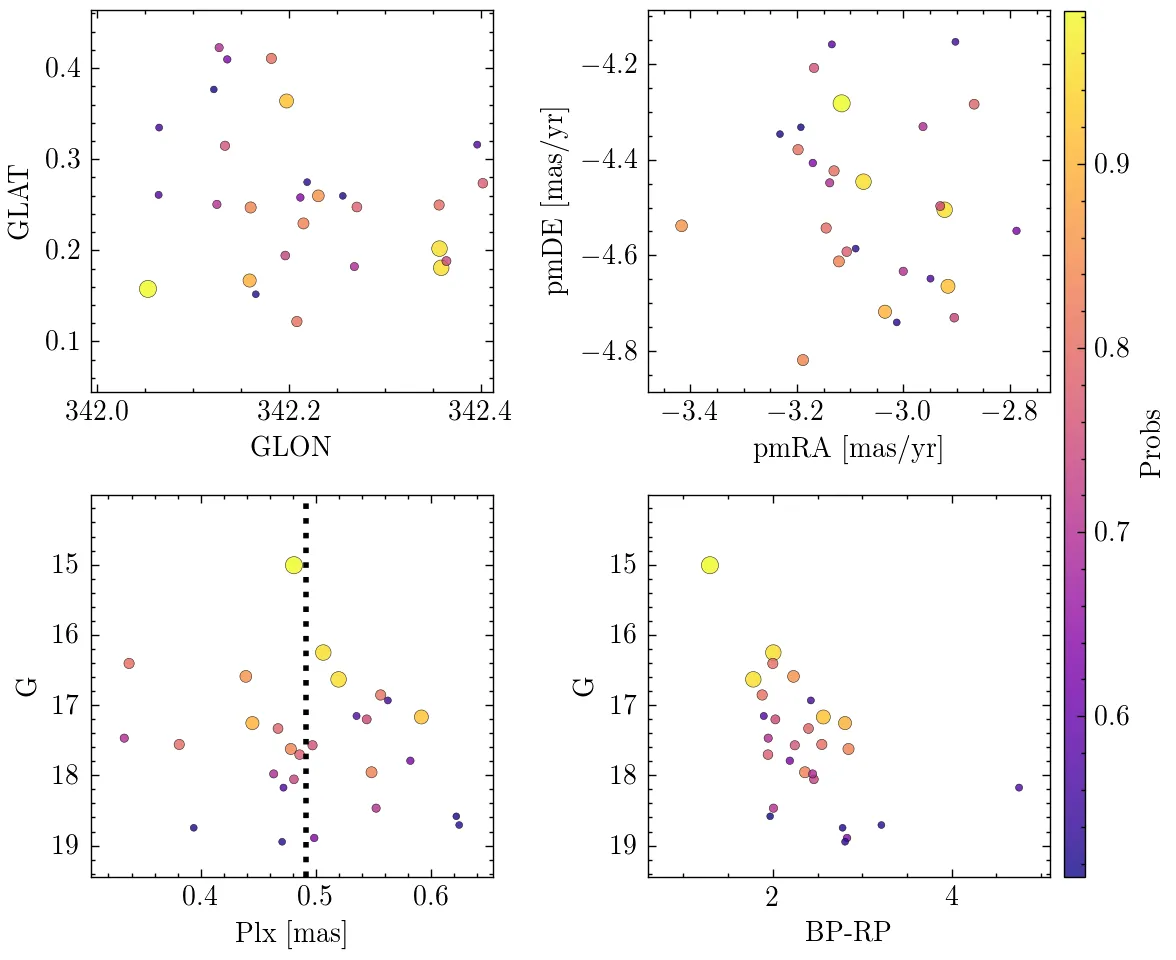 0.4
0.3
0.2
0.1
GLAT
342.0 342.2 342.4
GLON
−4.2
−4.4
−4.6
−4.8
pmDE [mas/yr]
−3.4 −3.2 −3.0 −2.8
pmRA [mas/yr]
15
16
17
18
19
G
0.4 0.5 0.6
Plx [mas]
15
16
17
18
19
G
2 4
BP-RP
0.9
0.8
0.7
0.6
Probs